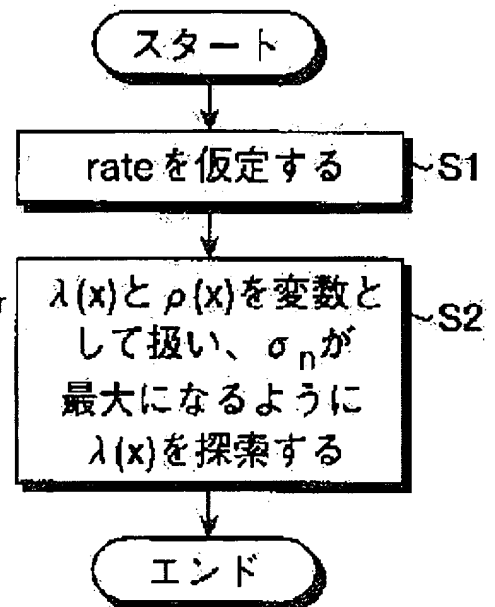 スタート
rateを仮定する
~S1
λ(x)とρ(x)を変数と
して扱い、σnが
最大になるように
λ(x)を探索する
~S2
エンド